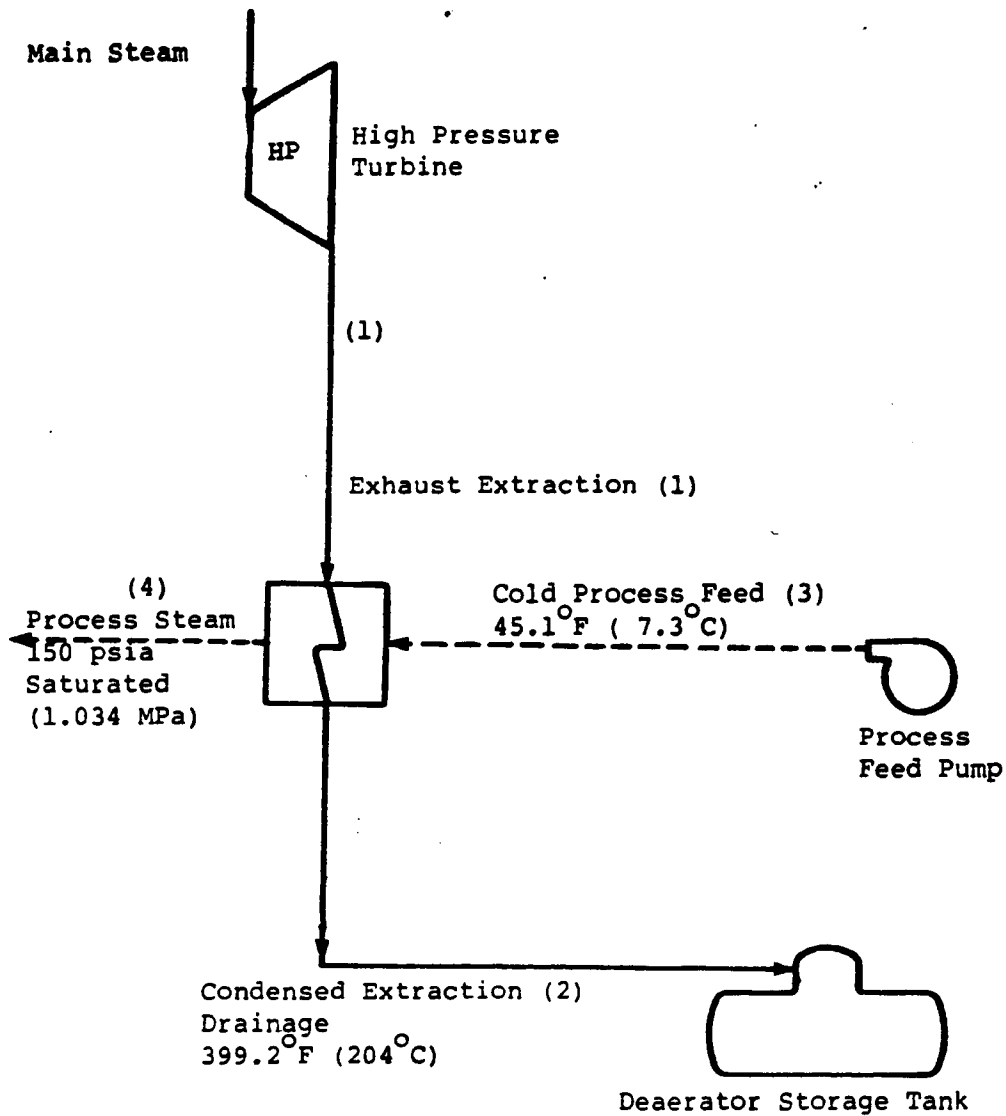 Main Steam
HP
High Pressure
Turbine
(1)
Exhaust Extraction (1)
(4)
Process Steam
150 psia
Saturated
(1.034 MPa)
Cold Process Feed (3)
45.1°F ( 7.3°C)
Process
Feed Pump
Condensed Extraction (2)
Drainage
399.2°F (204°C)
Deaerator Storage Tank